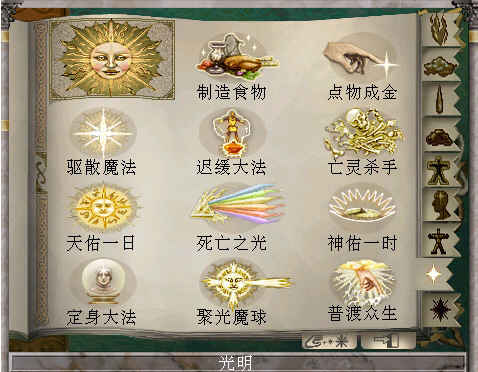 制造食物
点物成金
驱散魔法
迟缓大法
亡灵杀手
天佑一日
死亡之光
神佑一时
定身大法
聚光魔球
普渡众生
光明